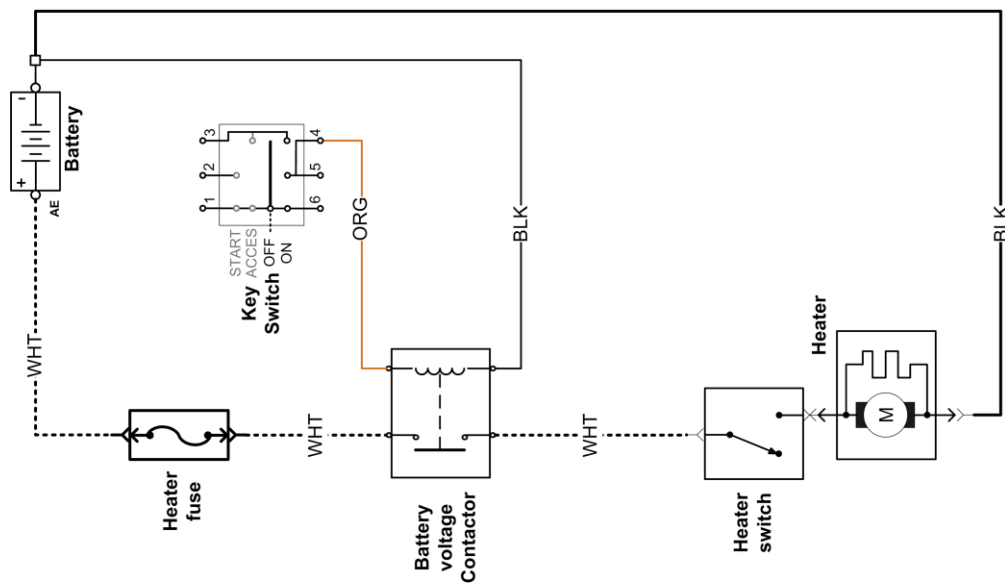 WHT
+ −
AE
Battery
Heater
fuse
1 2 3
START
ACCES
Key
Switch
OFF
ON
6 5 4
WHT
ORG
Battery
voltage
Contactor
BLK
WHT
Heater
switch
Heater
M
BLK